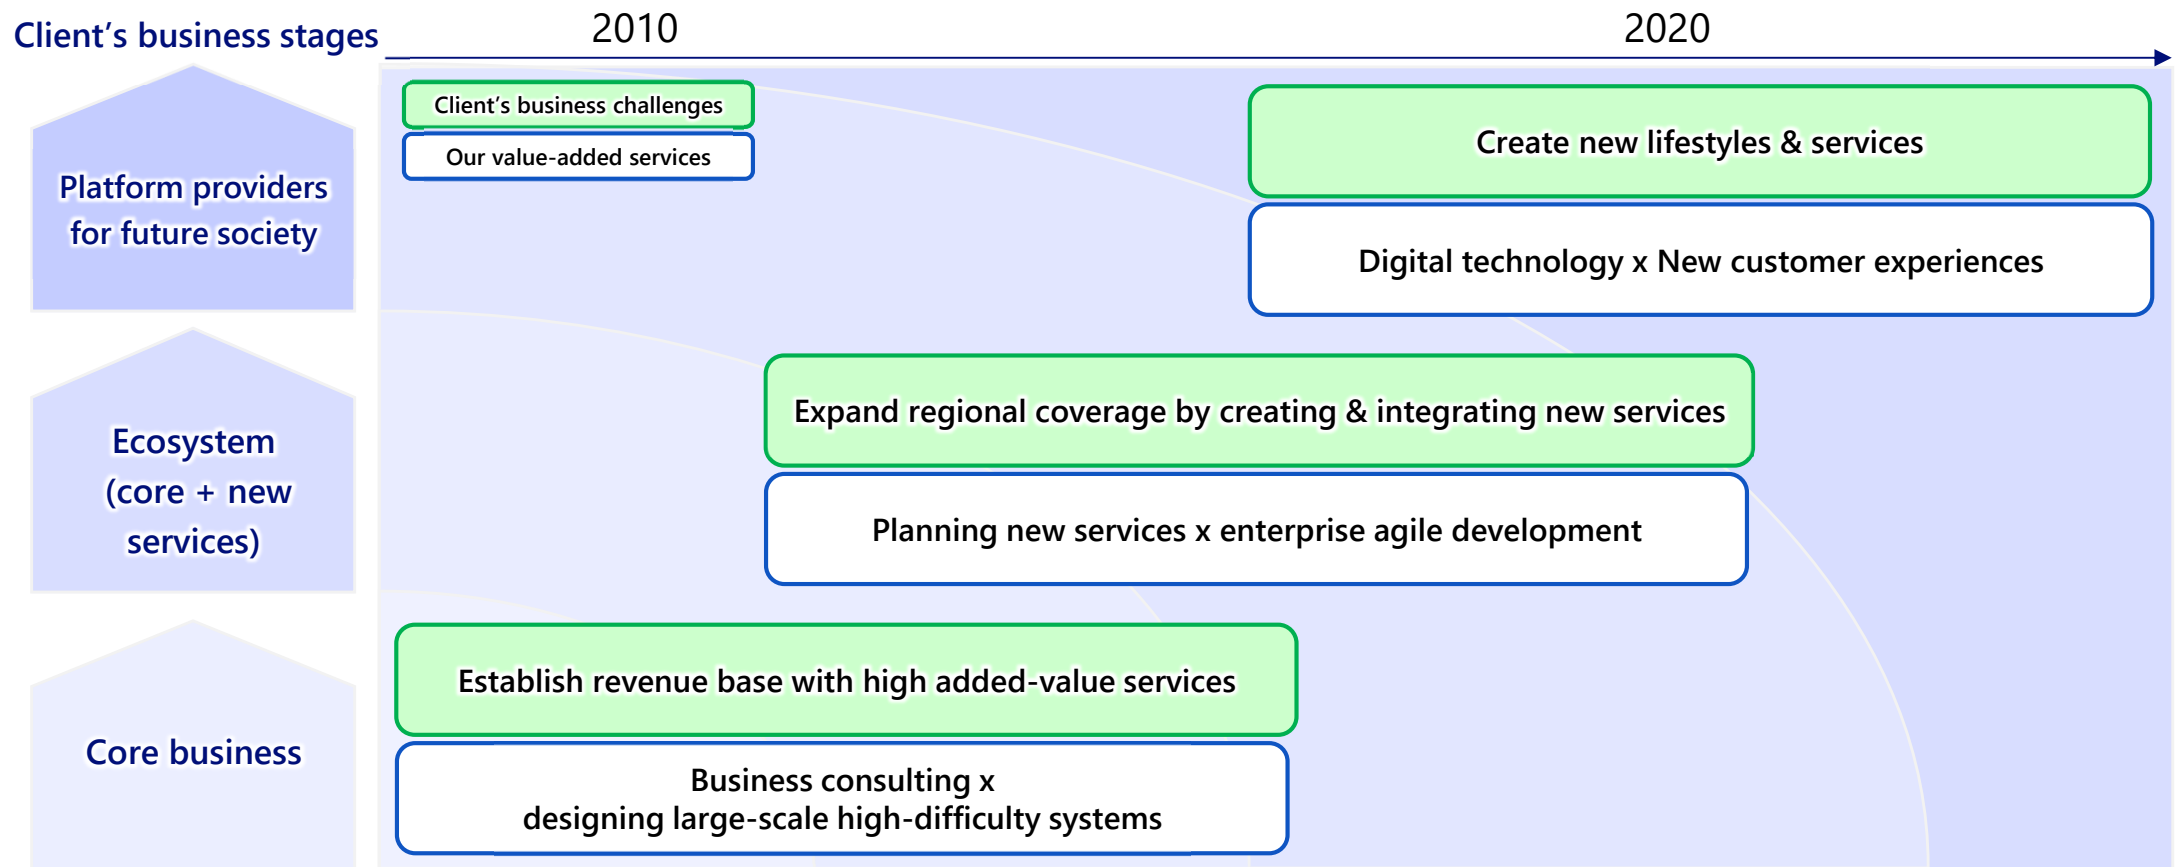 Client’s business stages
2010
2020
Client’s business challenges
Our value-added services
Platform providers
for future society
Create new lifestyles & services
Digital technology x New customer experiences
Ecosystem
(core + new
services)
Expand regional coverage by creating & integrating new services
Planning new services x enterprise agile development
Core business
Establish revenue base with high added-value services
Business consulting x
designing large-scale high-difficulty systems